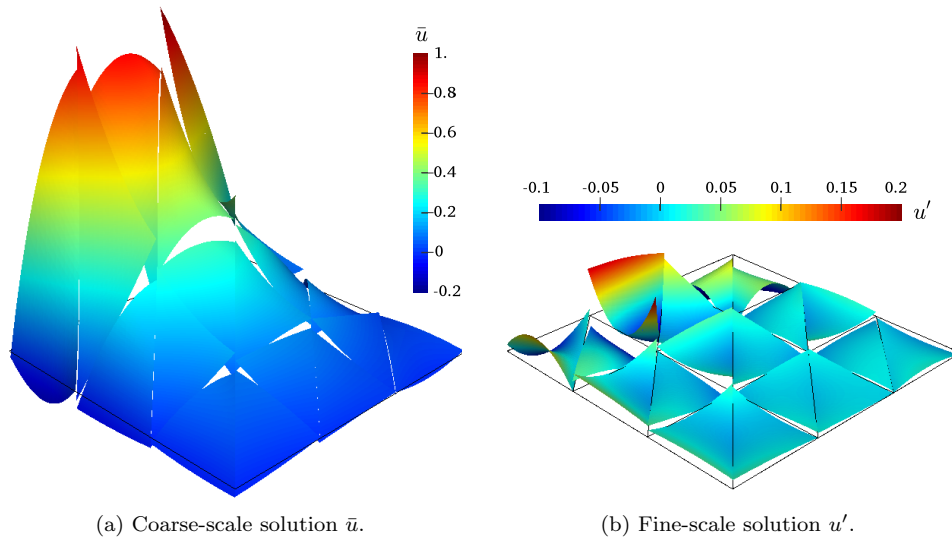 ū
1.
0.8
0.6
0.4
0.2
0
-0.2
-0.1 -0.05 0 0.05 0.1 0.15 0.2
u′
(a) Coarse-scale solution ū.
(b) Fine-scale solution u′.